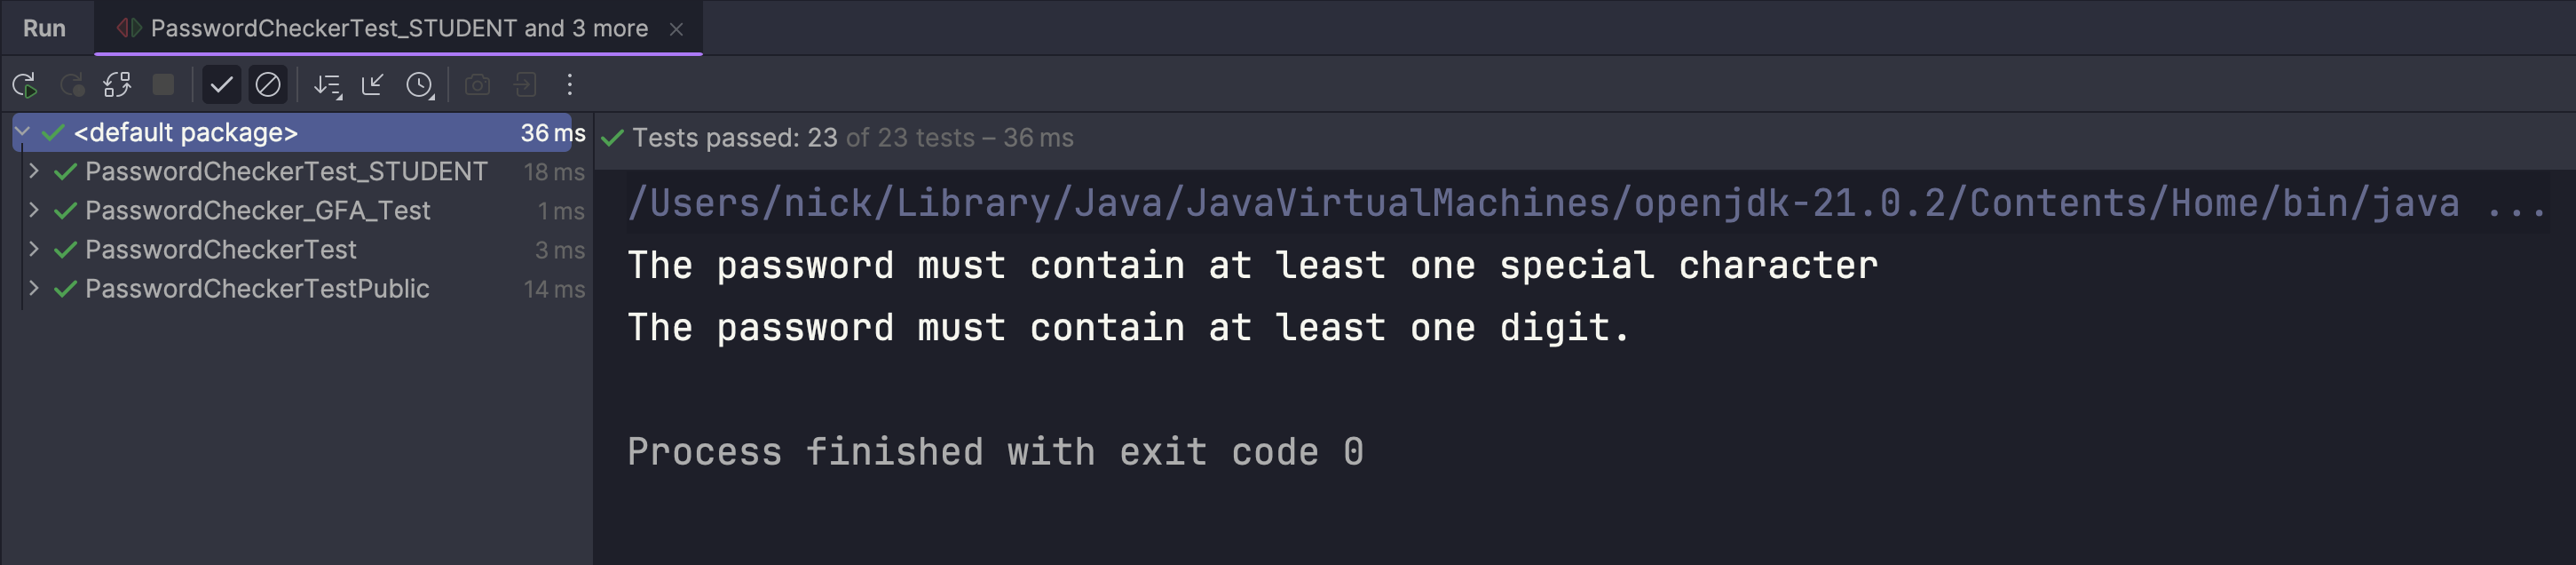 Run PasswordCheckerTest_STUDENT and 3 more
<default package> 36 ms
PasswordCheckerTest_STUDENT 18 ms
PasswordChecker_GFA_Test 1 ms
PasswordCheckerTest 3 ms
PasswordCheckerTestPublic 14 ms
Tests passed: 23 of 23 tests – 36 ms
/Users/nick/Library/Java/JavaVirtualMachines/openjdk-21.0.2/Contents/Home/bin/java ...
The password must contain at least one special character
The password must contain at least one digit.
Process finished with exit code 0